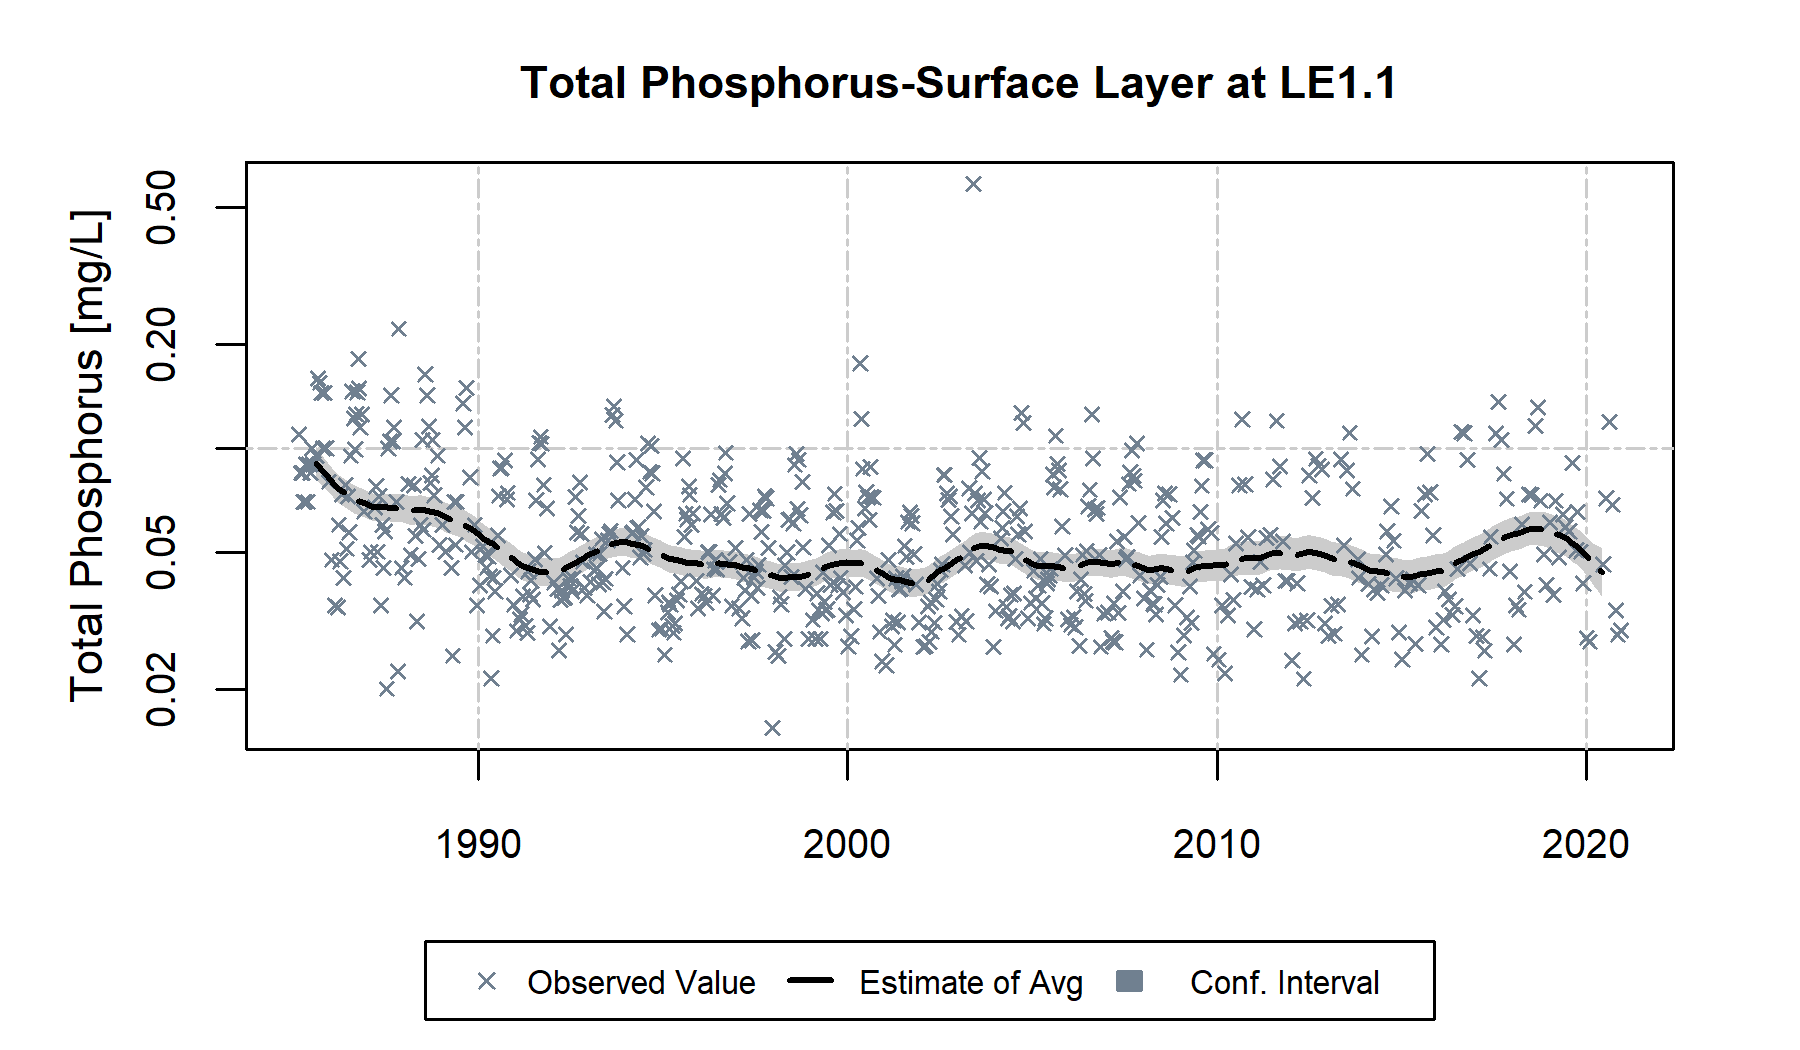 Total Phosphorus-Surface Layer at LE1.1
Total Phosphorus [mg/L]
0.50
0.20
0.05
0.02
1990 2000 2010 2020
Observed Value Estimate of Avg Conf. Interval